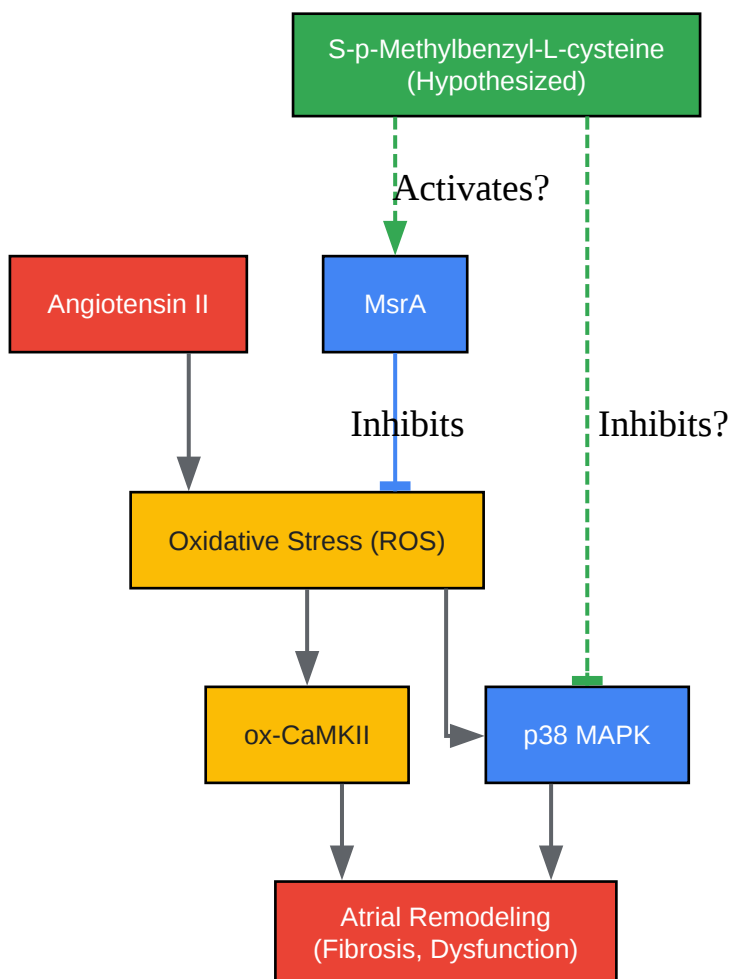 S-p-Methylbenzyl-L-cysteine
(Hypothesized)
Activates?
Angiotensin II
MsrA
Inhibits
Inhibits?
Oxidative Stress (ROS)
ox-CaMKII
p38 MAPK
Atrial Remodeling
(Fibrosis, Dysfunction)